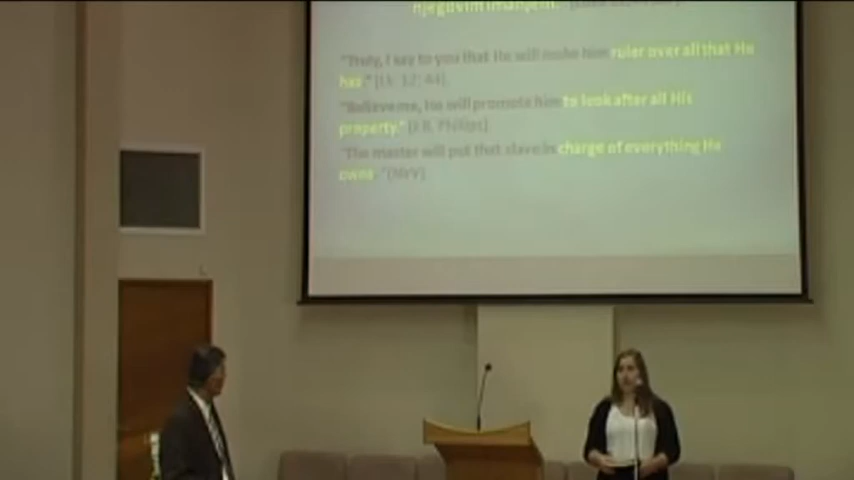 njegovim imanjem."
"Truly, I say to you that He will make him ruler over all that He
has." [Lk 12; 44].
"Believe me, He will promote him to look after all His
property." [J.B. Philips]
"The master will put that slave in charge of everything He
owns." (NIrV)